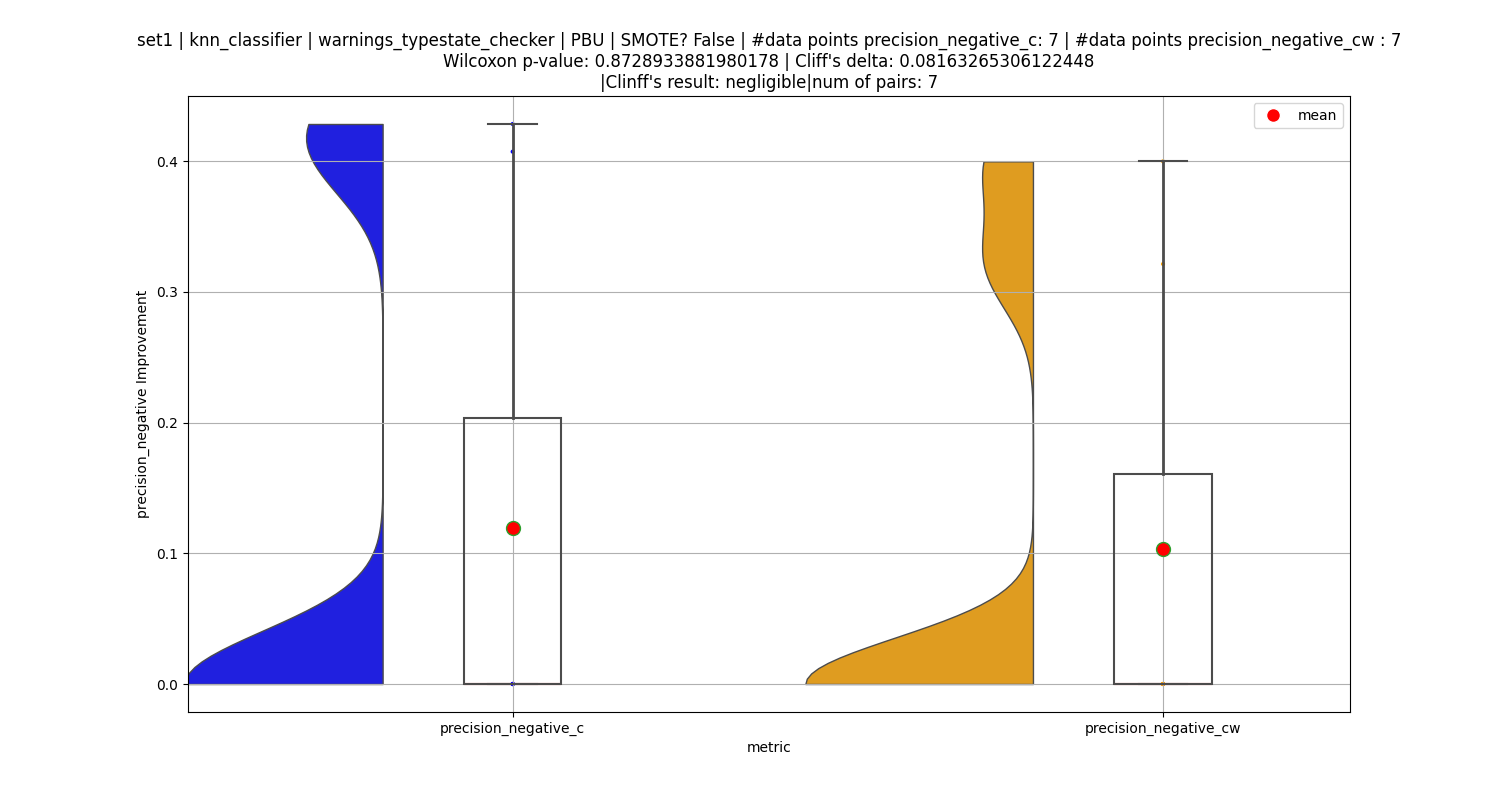 set1 | knn_classifier | warnings_typestate_checker | PBU | SMOTE? False | #data points precision_negative_c: 7 | #data points precision_negative_cw : 7
Wilcoxon p-value: 0.8728933881980178 | Cliff's delta: 0.08163265306122448
|Clinff's result: negligible|num of pairs: 7
mean
0.4
0.3
0.2
0.1
0.0
precision_negative Improvement
precision_negative_c
precision_negative_cw
metric